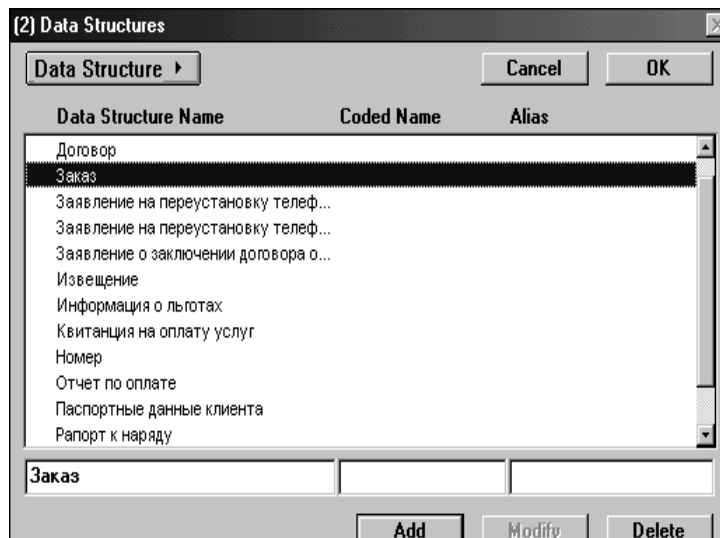 (2) Data Structures
Data Structure
Cancel
OK
Data Structure Name Coded Name Alias
Договор
Заказ
Заявление на переустановку телеф...
Заявление на переустановку телеф...
Заявление о заключении договора о...
Извещение
Информация о льготах
Квитанция на оплату услуг
Номер
Отчет по оплате
Паспортные данные клиента
Рапорт к наряду
Заказ
Add
Modify
Delete